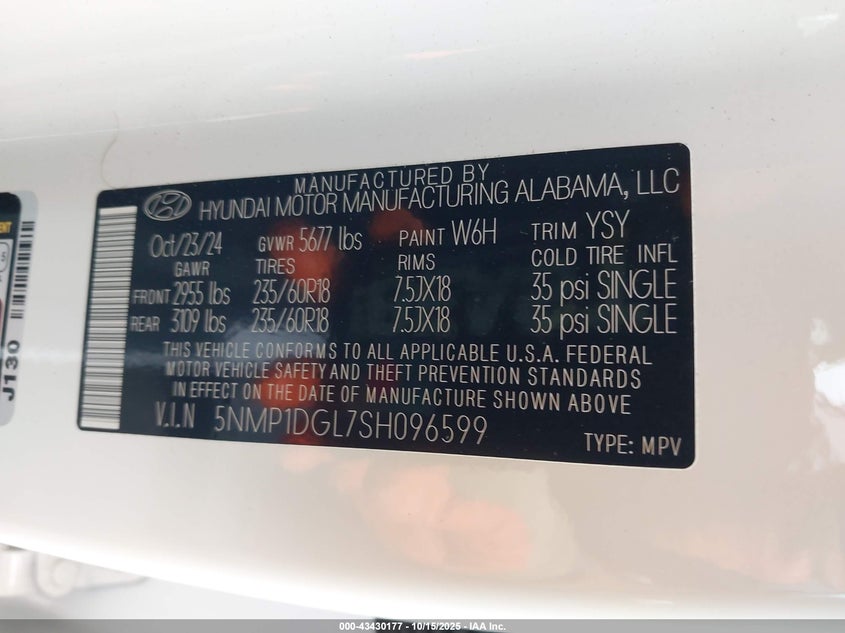 MANUFACTURED BY
HYUNDAI MOTOR MANUFACTURING ALABAMA, LLC
Oct/23/24 GVWR 5677 lbs PAINT W6H TRIM YSY
GAWR TIRES RIMS COLD TIRE INFL
FRONT 2955 lbs 235/60R18 7.5JX18 35 psi SINGLE
REAR 3109 lbs 235/60R18 7.5JX18 35 psi SINGLE
THIS VEHICLE CONFORMS TO ALL APPLICABLE U.S.A. FEDERAL
MOTOR VEHICLE SAFETY AND THEFT PREVENTION STANDARDS
IN EFFECT ON THE DATE OF MANUFACTURE SHOWN ABOVE
V.I.N 5NMP1DGL7SH096599
TYPE: MPV
J130
000-43430177 - 10/15/2025 - IAA Inc.